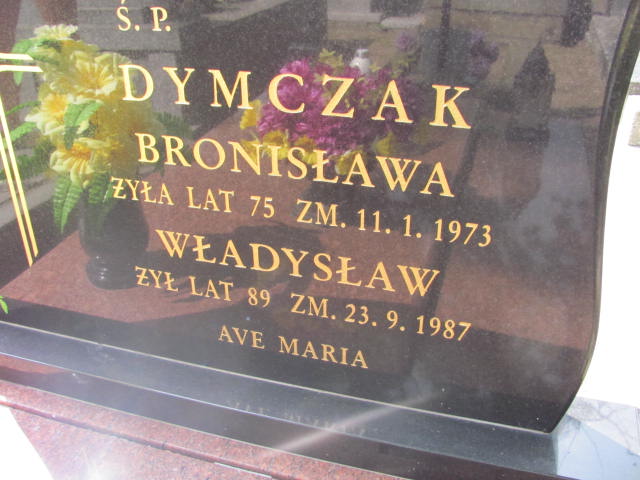 Ś. P.
DYMCZAK
BRONISŁAWA
ŻYŁA LAT 75 ZM. 11. 1. 1973
WŁADYSŁAW
ŻYŁ LAT 89 ZM. 23. 9. 1987
AVE MARIA